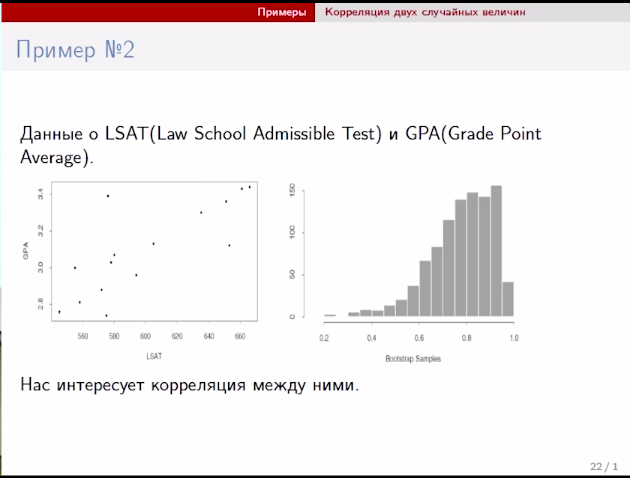 Примеры Корреляция двух случайных величин
Пример №2
Данные о LSAT(Law School Admissible Test) и GPA(Grade Point
Average).
GPA
2.8 3.0 3.2 3.4
560 580 600 620 640 660
LSAT
0 50 100 150
0.2 0.4 0.6 0.8 1.0
Bootstrap Samples
Нас интересует корреляция между ними.
22 / 1